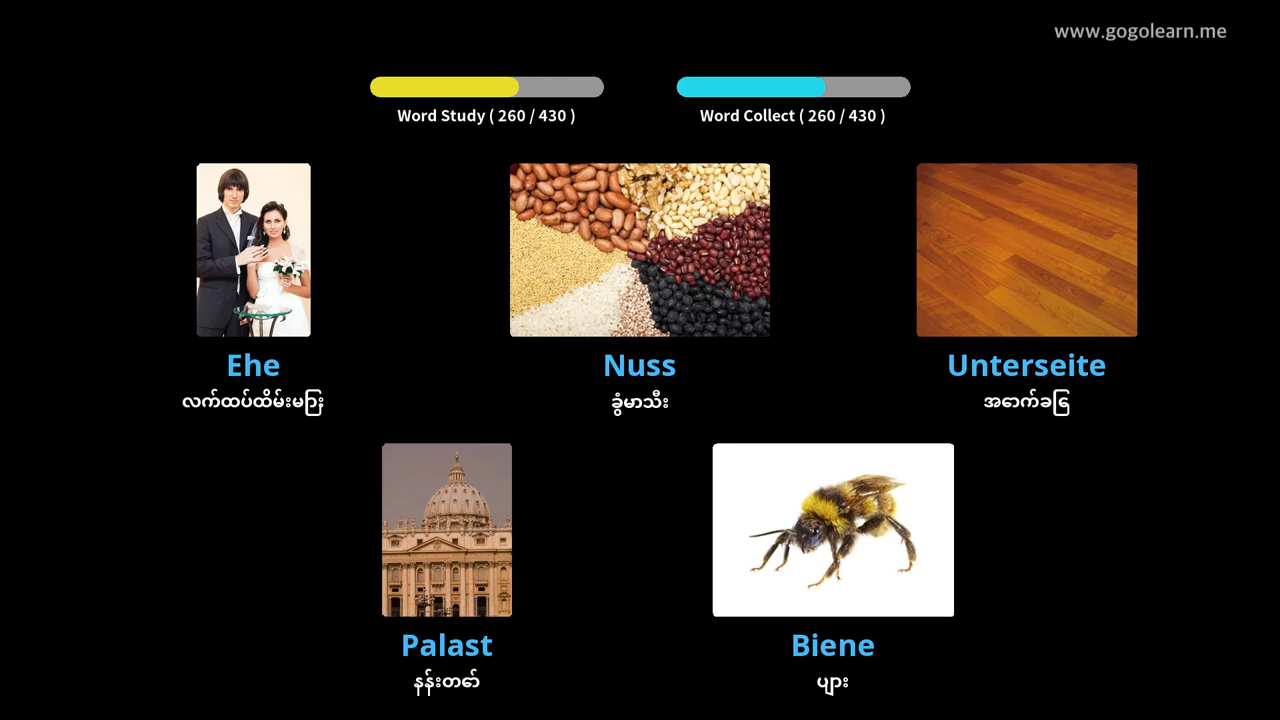 www.gogolearn.me
Word Study ( 260 / 430 )
Word Collect ( 260 / 430 )
Ehe
Nuss
Unterseite
လက်ထပ်ထိမ်းမြား
ခွံမာသီး
အောက်ခြေ
Palast
Biene
နန်းတော်
ပျား